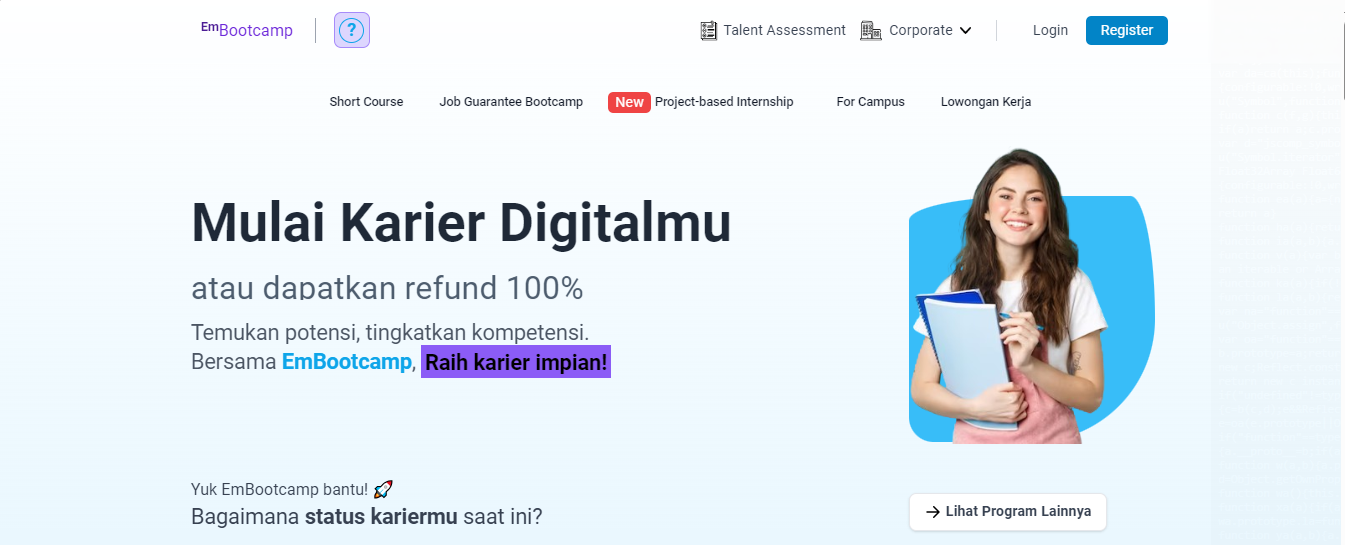 EmBootcamp
?
Talent Assessment
Corporate
Login
Register
Short Course
Job Guarantee Bootcamp
New Project-based Internship
For Campus
Lowongan Kerja
Mulai Karier Digitalmu
atau dapatkan refund 100%
Temukan potensi, tingkatkan kompetensi.
Bersama EmBootcamp, Raih karier impian!
Yuk EmBootcamp bantu! 🚀
Bagaimana status kariermu saat ini?
→ Lihat Program Lainnya